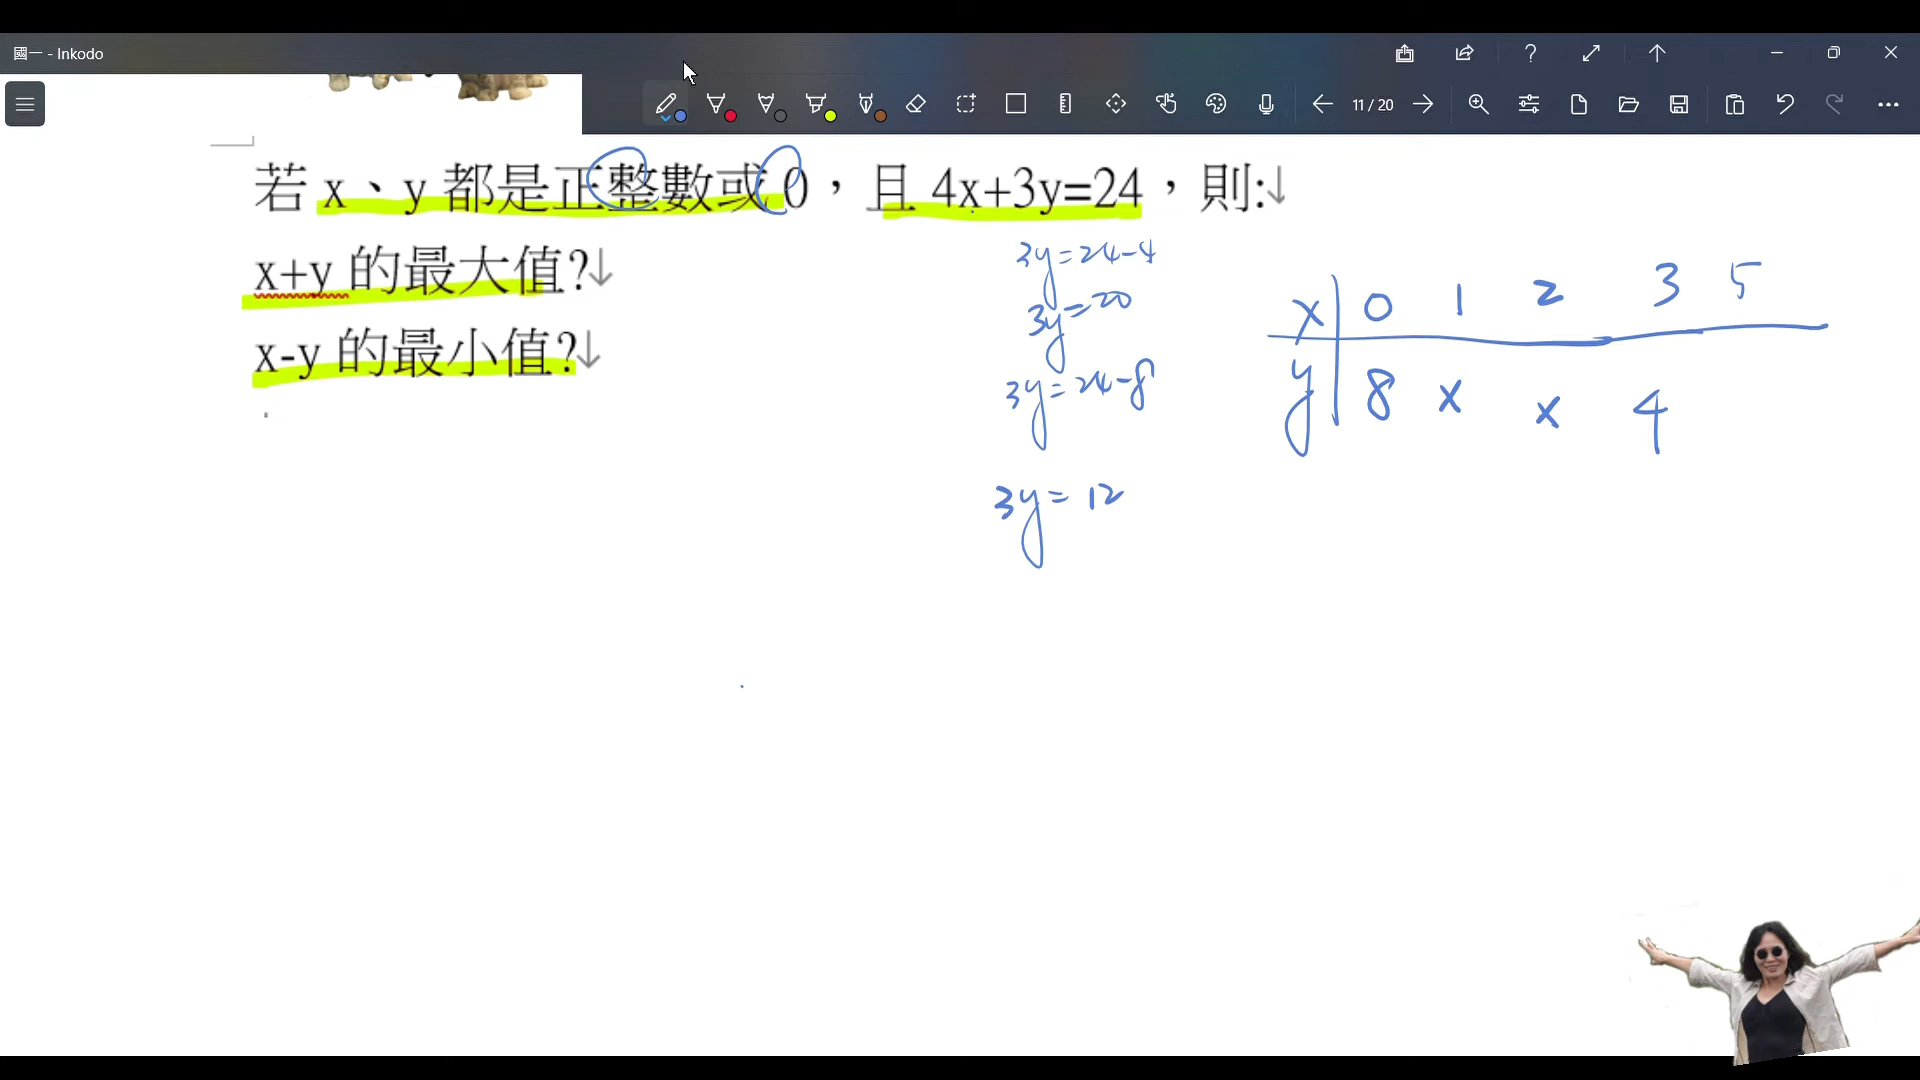 國一 - Inkodo
11 / 20
若 x、y 都是正整數或 0，且 4x+3y=24，則:↓
x+y 的最大值?↓
x-y 的最小值?↓
3y=24-4
3y=20
3y=24-8
3y=12
x 0 1 2 3 5
y 8 x x 4